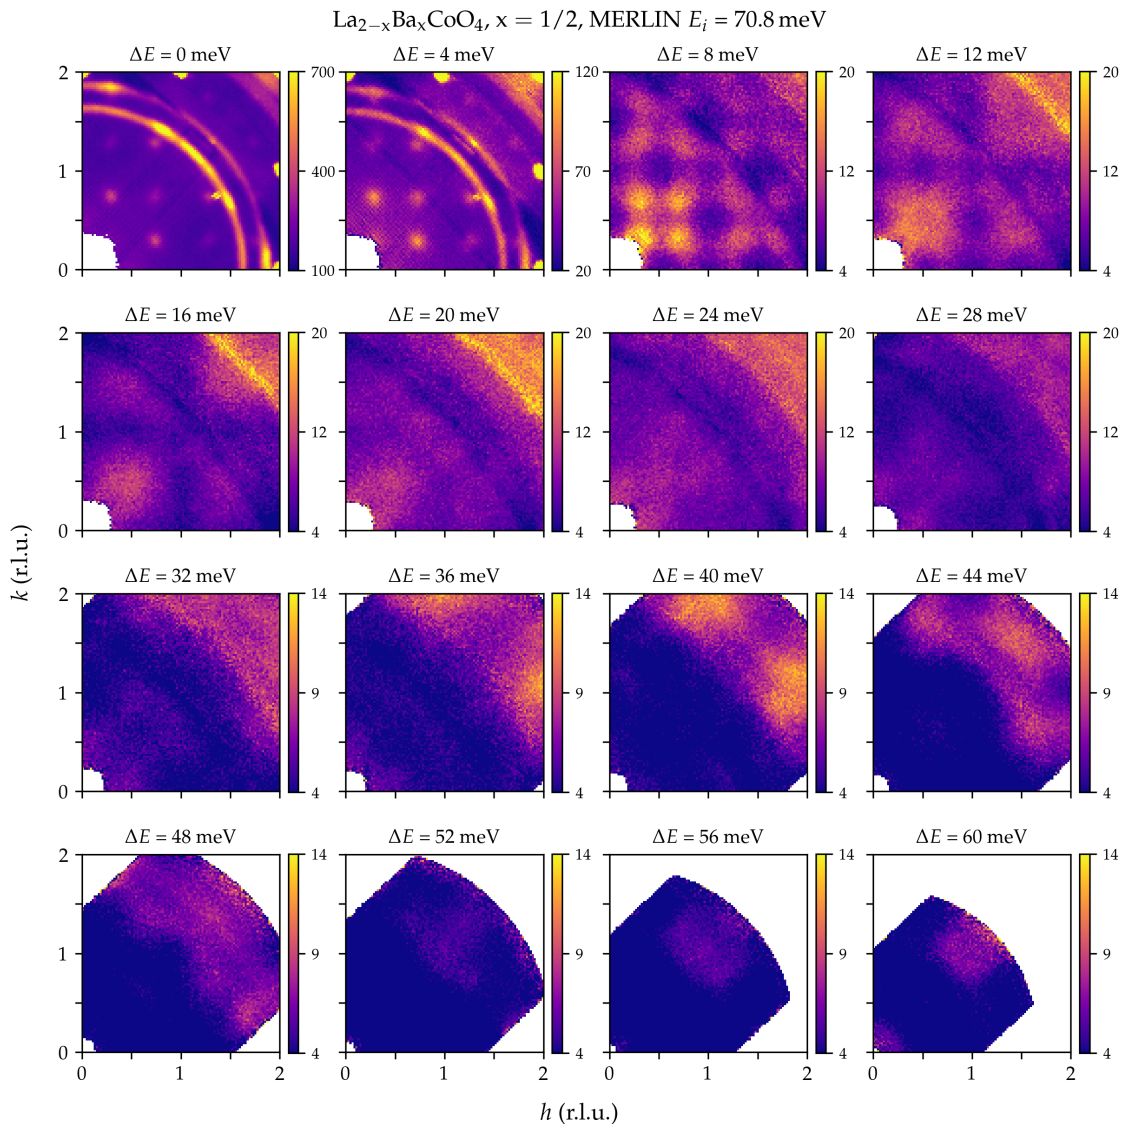 La₂₋ₓBaₓCoO₄, x = 1/2, MERLIN Eᵢ = 70.8 meV
ΔE = 0 meV
ΔE = 4 meV
ΔE = 8 meV
ΔE = 12 meV
2
1
0
700
400
100
120
70
20
20
12
4
ΔE = 16 meV
ΔE = 20 meV
ΔE = 24 meV
ΔE = 28 meV
2
1
0
20
12
4
20
12
4
20
12
4
20
12
4
k (r.l.u.)
ΔE = 32 meV
ΔE = 36 meV
ΔE = 40 meV
ΔE = 44 meV
2
1
0
14
9
4
14
9
4
14
9
4
14
9
4
ΔE = 48 meV
ΔE = 52 meV
ΔE = 56 meV
ΔE = 60 meV
2
1
0
14
9
4
14
9
4
14
9
4
14
9
4
0 1 2
0 1 2
0 1 2
0 1 2
h (r.l.u.)